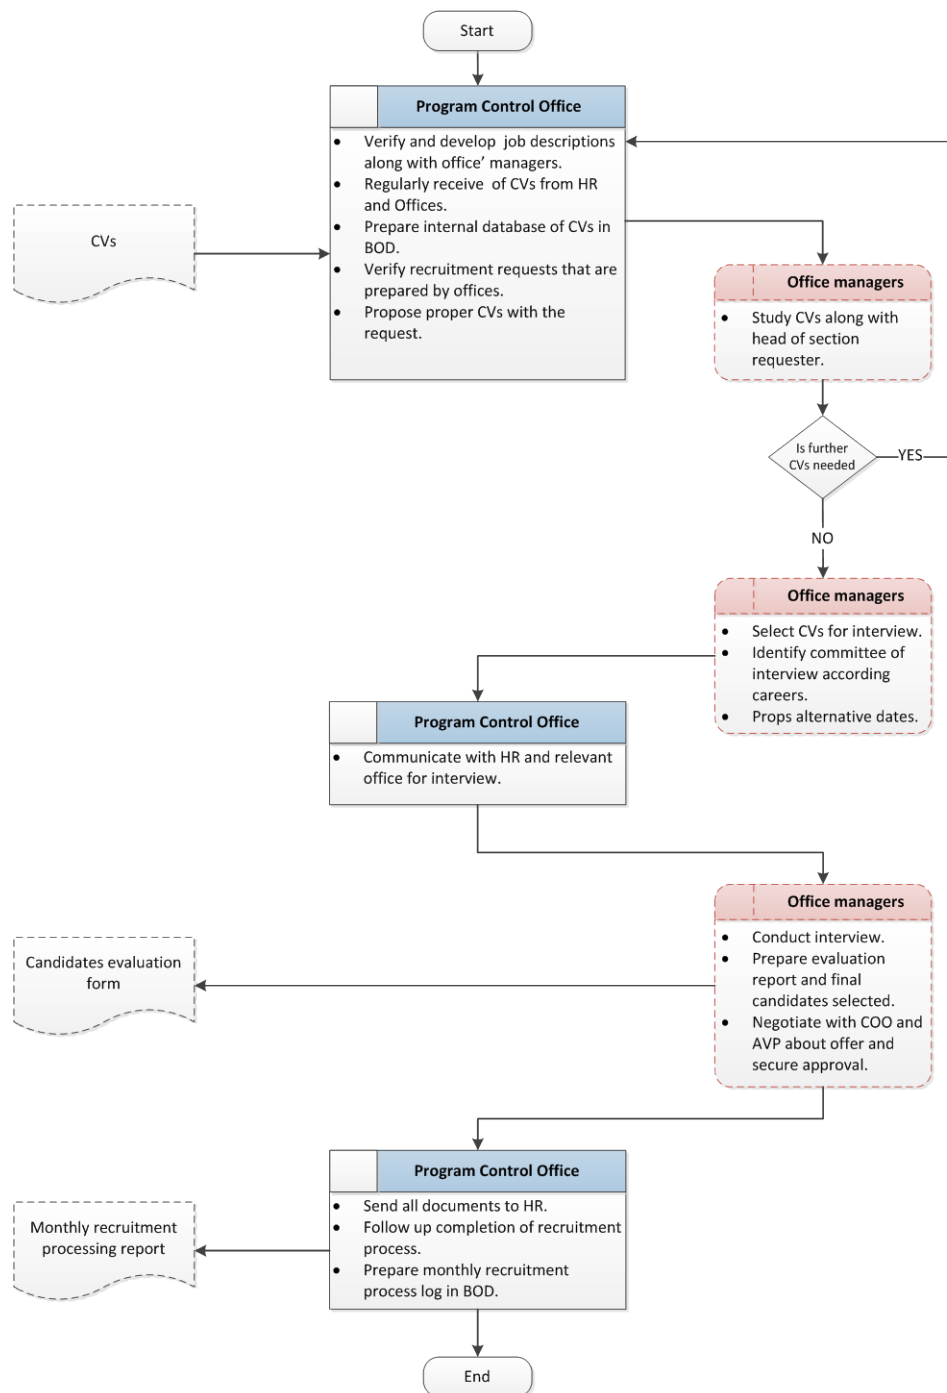 Start
Program Control Office
• Verify and develop job descriptions
along with office' managers.
• Regularly receive of CVs from HR
and Offices.
• Prepare internal database of CVs in
BOD.
• Verify recruitment requests that are
prepared by offices.
• Propose proper CVs with the
request.
CVs
Office managers
• Study CVs along with
head of section
requester.
Is further
CVs needed
YES
NO
Office managers
• Select CVs for interview.
• Identify committee of
interview according
careers.
• Props alternative dates.
Program Control Office
• Communicate with HR and relevant
office for interview.
Office managers
• Conduct interview.
• Prepare evaluation
report and final
candidates selected.
• Negotiate with COO and
AVP about offer and
secure approval.
Candidates evaluation
form
Program Control Office
• Send all documents to HR.
• Follow up completion of recruitment
process.
• Prepare monthly recruitment
process log in BOD.
Monthly recruitment
processing report
End